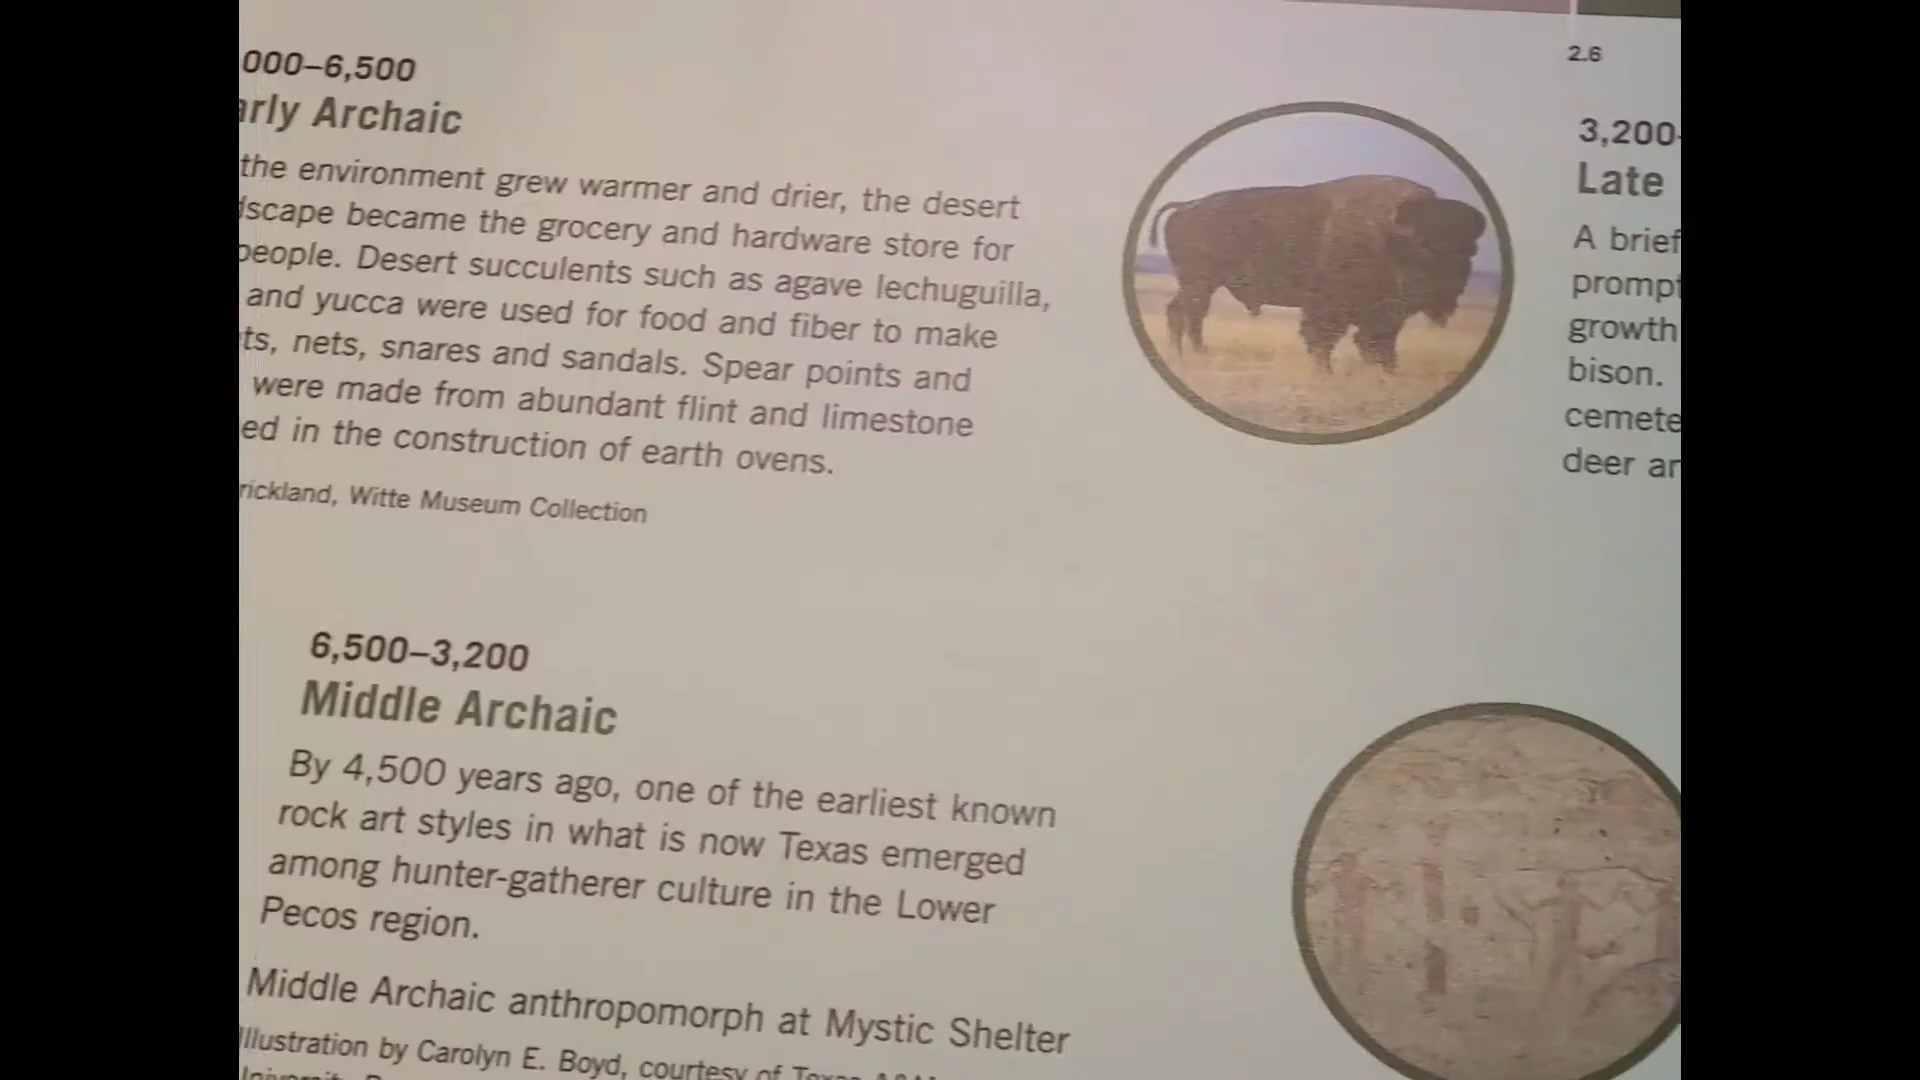 000–6,500
arly Archaic
the environment grew warmer and drier, the desert
dscape became the grocery and hardware store for
people. Desert succulents such as agave lechuguilla,
and yucca were used for food and fiber to make
ts, nets, snares and sandals. Spear points and
were made from abundant flint and limestone
ed in the construction of earth ovens.
rickland, Witte Museum Collection
6,500–3,200
Middle Archaic
By 4,500 years ago, one of the earliest known
rock art styles in what is now Texas emerged
among hunter-gatherer culture in the Lower
Pecos region.
Middle Archaic anthropomorph at Mystic Shelter
Illustration by Carolyn E. Boyd, courtesy of Texas A&M
2.6
3,200-
Late
A brief
prompt
growth
bison.
cemete
deer ar